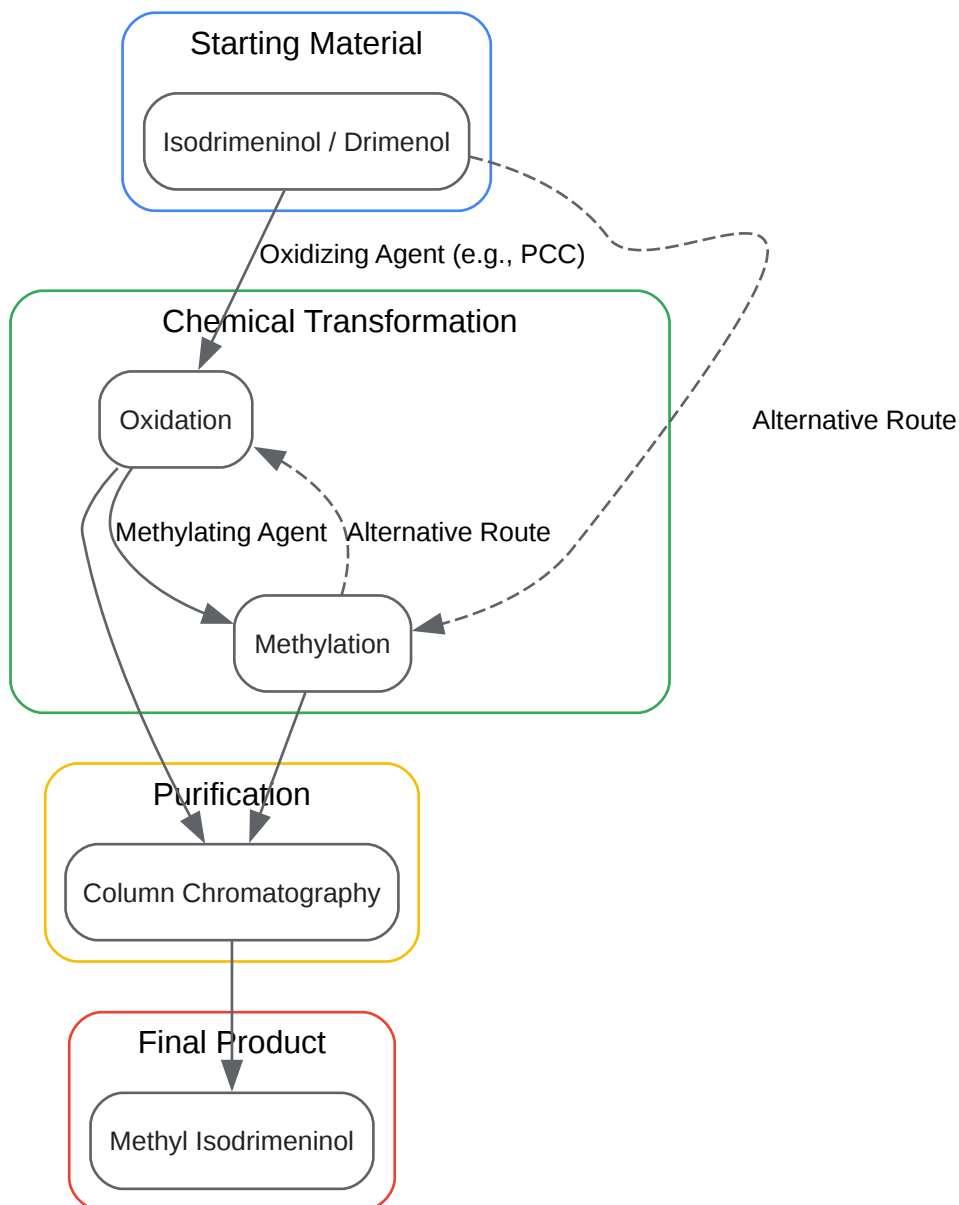 Starting Material
Isodrimeninol / Drimenol
Oxidizing Agent (e.g., PCC)
Chemical Transformation
Oxidation
Alternative Route
Methylating Agent
Alternative Route
Methylation
Purification
Column Chromatography
Final Product
Methyl Isodrimeninol